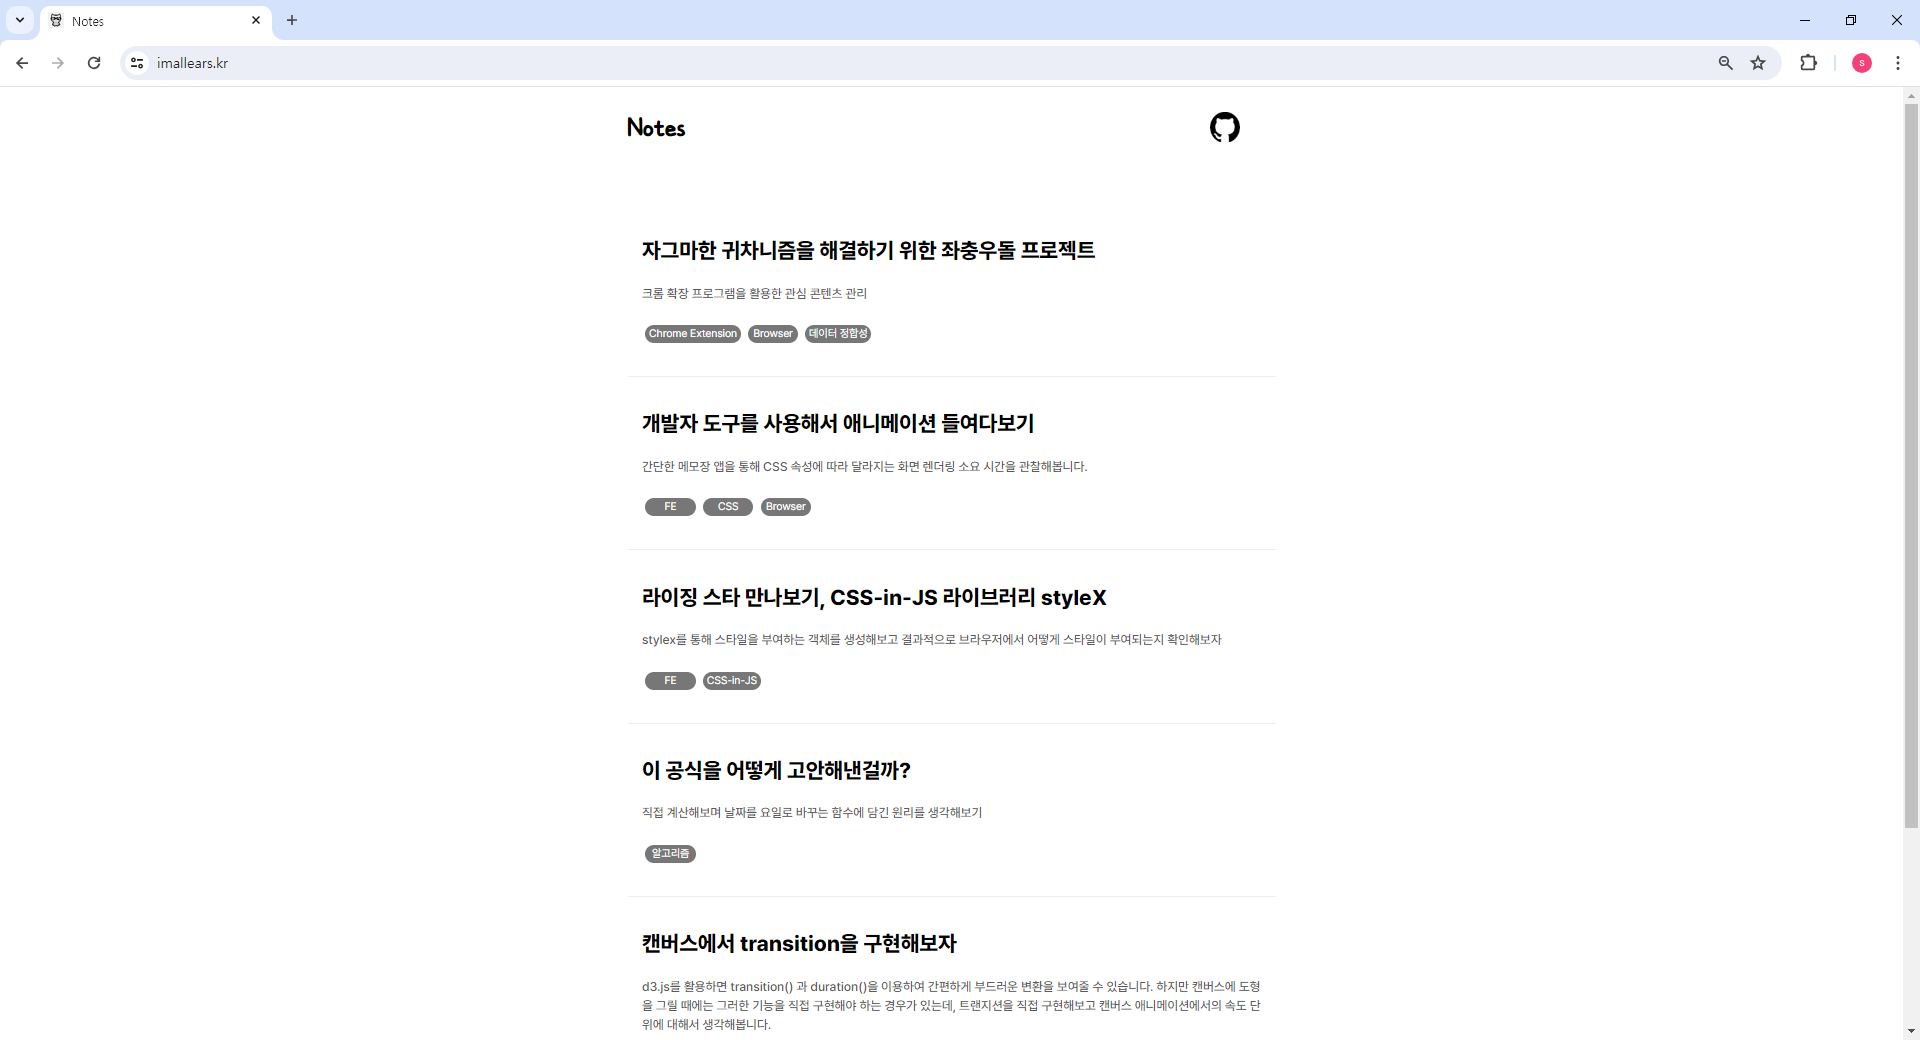 Notes
imallears.kr
S
Notes
자그마한 귀차니즘을 해결하기 위한 좌충우돌 프로젝트
크롬 확장 프로그램을 활용한 관심 콘텐츠 관리
Chrome Extension Browser 데이터 정합성
개발자 도구를 사용해서 애니메이션 들여다보기
간단한 메모장 앱을 통해 CSS 속성에 따라 달라지는 화면 렌더링 소요 시간을 관찰해봅니다.
FE CSS Browser
라이징 스타 만나보기, CSS-in-JS 라이브러리 styleX
stylex를 통해 스타일을 부여하는 객체를 생성해보고 결과적으로 브라우저에서 어떻게 스타일이 부여되는지 확인해보자
FE CSS-in-JS
이 공식을 어떻게 고안해낸걸까?
직접 계산해보며 날짜를 요일로 바꾸는 함수에 담긴 원리를 생각해보기
알고리즘
캔버스에서 transition을 구현해보자
d3.js를 활용하면 transition() 과 duration()을 이용하여 간편하게 부드러운 변환을 보여줄 수 있습니다. 하지만 캔버스에 도형
을 그릴 때에는 그러한 기능을 직접 구현해야 하는 경우가 있는데, 트랜지션을 직접 구현해보고 캔버스 애니메이션에서의 속도 단
위에 대해서 생각해봅니다.